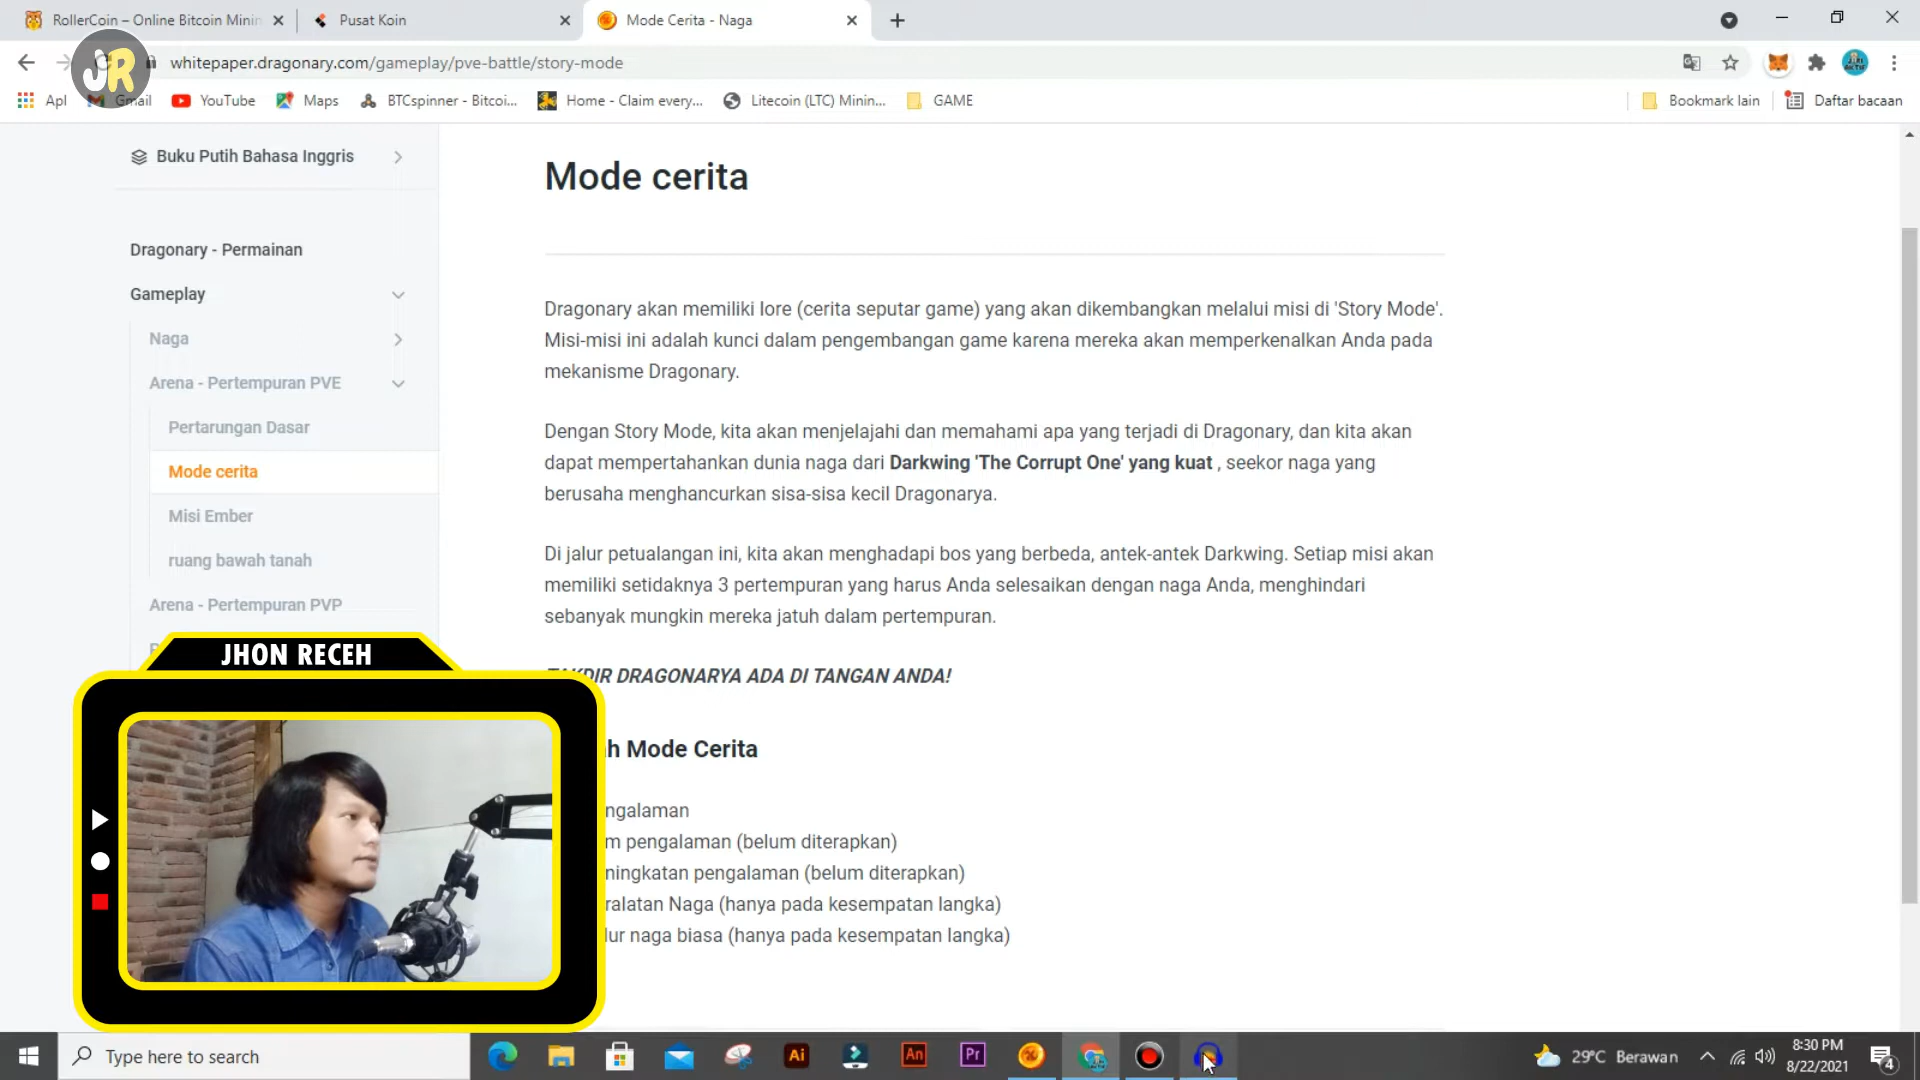 RollerCoin – Online Bitcoin Minin
Pusat Koin
Mode Cerita - Naga
whitepaper.dragonary.com/gameplay/pve-battle/story-mode
JR
Apl
Gmail
YouTube
Maps
BTCspinner - Bitcoi...
Home - Claim every...
Litecoin (LTC) Minin...
GAME
Bookmark lain
Daftar bacaan
Buku Putih Bahasa Inggris
Dragonary - Permainan
Gameplay
Naga
Arena - Pertempuran PVE
Pertarungan Dasar
Mode cerita
Misi Ember
ruang bawah tanah
Arena - Pertempuran PVP
Mode cerita
Dragonary akan memiliki lore (cerita seputar game) yang akan dikembangkan melalui misi di 'Story Mode'.
Misi-misi ini adalah kunci dalam pengembangan game karena mereka akan memperkenalkan Anda pada
mekanisme Dragonary.
Dengan Story Mode, kita akan menjelajahi dan memahami apa yang terjadi di Dragonary, dan kita akan
dapat mempertahankan dunia naga dari Darkwing 'The Corrupt One' yang kuat , seekor naga yang
berusaha menghancurkan sisa-sisa kecil Dragonarya.
Di jalur petualangan ini, kita akan menghadapi bos yang berbeda, antek-antek Darkwing. Setiap misi akan
memiliki setidaknya 3 pertempuran yang harus Anda selesaikan dengan naga Anda, menghindari
sebanyak mungkin mereka jatuh dalam pertempuran.
DRAGONARYA ADA DI TANGAN ANDA!
Mode Cerita
ngalaman
m pengalaman (belum diterapkan)
ningkatan pengalaman (belum diterapkan)
ralatan Naga (hanya pada kesempatan langka)
lur naga biasa (hanya pada kesempatan langka)
JHON RECEH
Type here to search
Ai
An
Pr
29°C Berawan
8:30 PM
8/22/2021
4